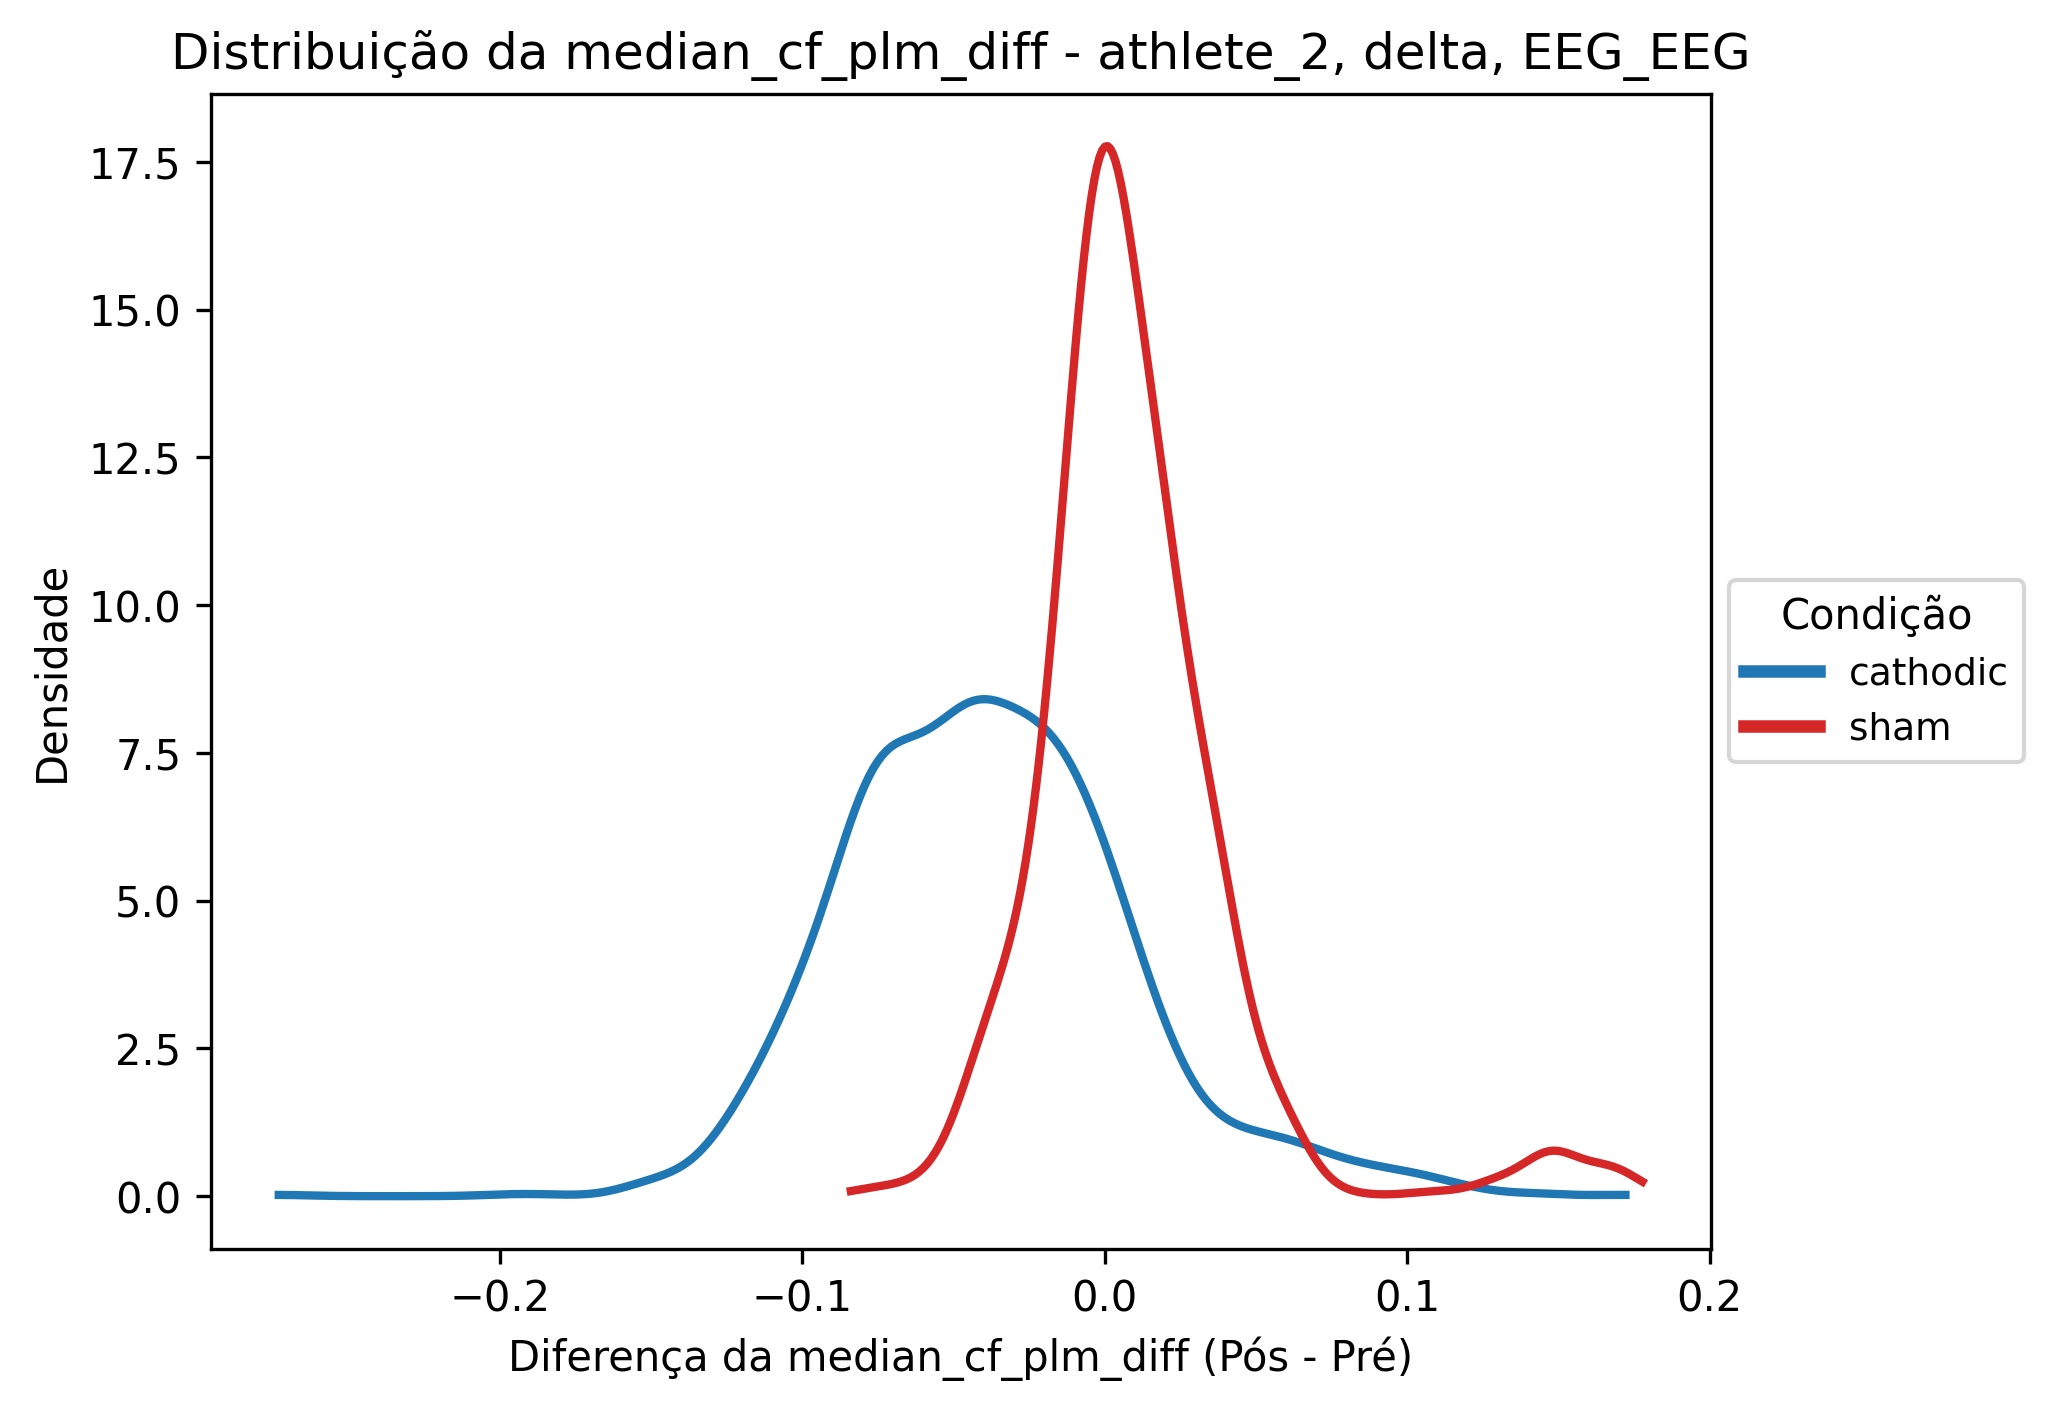 Distribuição da median_cf_plm_diff - athlete_2, delta, EEG_EEG
17.5
15.0
12.5
10.0
7.5
5.0
2.5
0.0
Densidade
−0.2
−0.1
0.0
0.1
0.2
Diferença da median_cf_plm_diff (Pós - Pré)
Condição
cathodic
sham